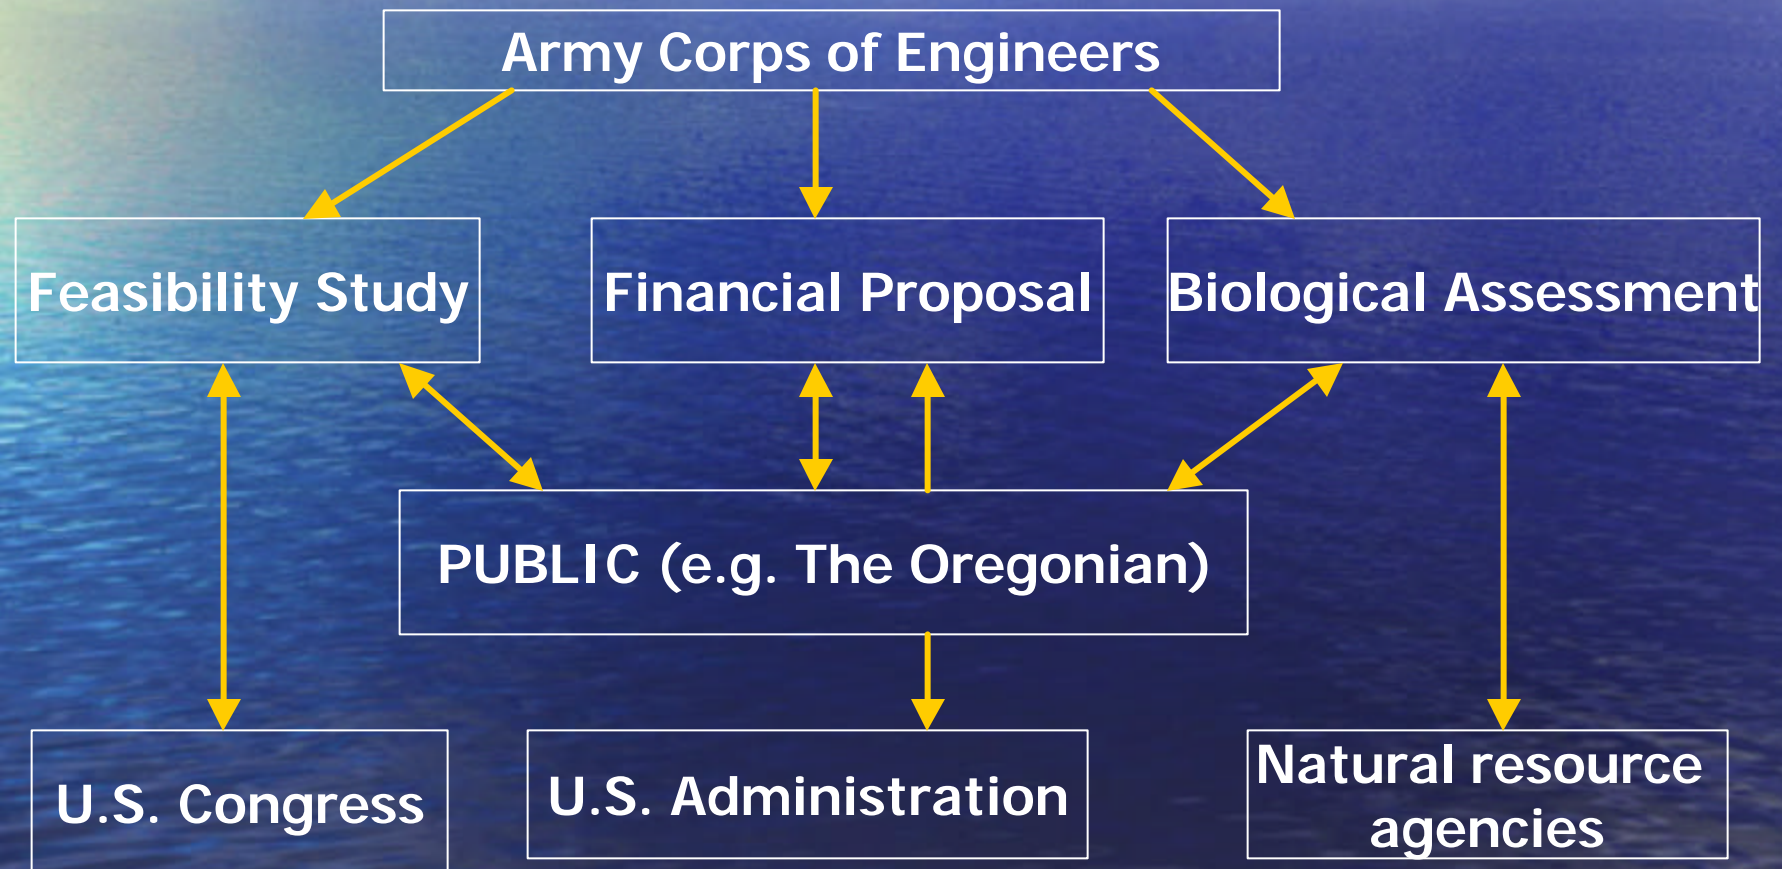 Army Corps of Engineers
Feasibility Study
Financial Proposal
Biological Assessment
PUBLIC (e.g. The Oregonian)
U.S. Congress
U.S. Administration
Natural resource
agencies